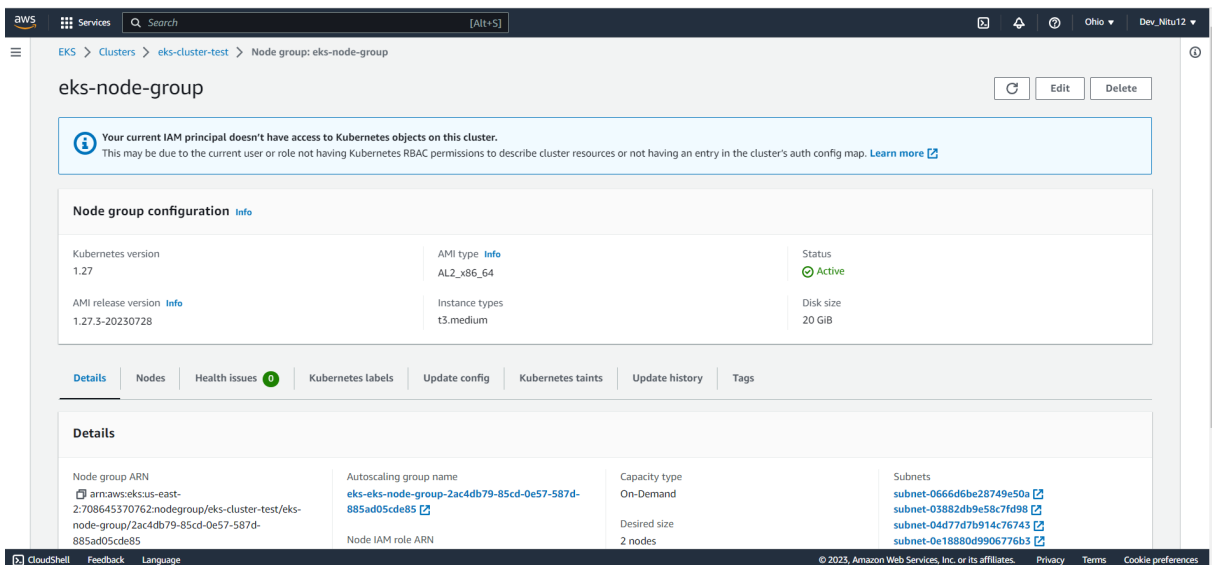 aws
Services
Search
[Alt+S]
Ohio ▼
Dev_Nitu12 ▼
EKS > Clusters > eks-cluster-test > Node group: eks-node-group
eks-node-group
Edit
Delete
Your current IAM principal doesn't have access to Kubernetes objects on this cluster.
This may be due to the current user or role not having Kubernetes RBAC permissions to describe cluster resources or not having an entry in the cluster's auth config map. Learn more
Node group configuration Info
Kubernetes version
1.27
AMI type Info
AL2_x86_64
Status
Active
AMI release version Info
1.27.3-20230728
Instance types
t3.medium
Disk size
20 GiB
Details
Nodes
Health issues 0
Kubernetes labels
Update config
Kubernetes taints
Update history
Tags
Details
Node group ARN
arn:aws:eks:us-east-
2:708645370762:nodegroup/eks-cluster-test/eks-
node-group/2ac4db79-85cd-0e57-587d-
885ad05cde85
Autoscaling group name
eks-eks-node-group-2ac4db79-85cd-0e57-587d-
885ad05cde85
Node IAM role ARN
Capacity type
On-Demand
Desired size
2 nodes
Subnets
subnet-0666d6be28749e50a
subnet-03882db9e58c7fd98
subnet-04d77d7b914c76743
subnet-0e18880d9906776b3
CloudShell
Feedback
Language
© 2023, Amazon Web Services, Inc. or its affiliates.
Privacy
Terms
Cookie preferences